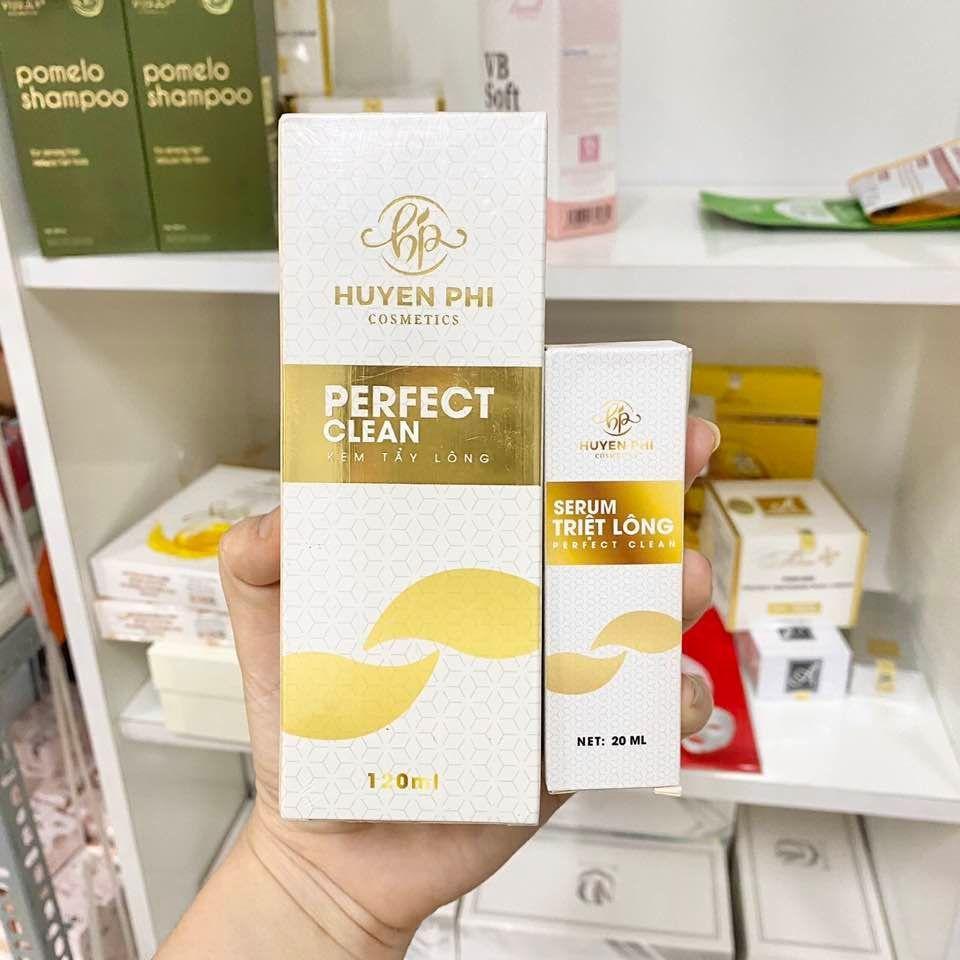 pomelo
shampoo
pomelo
shampoo
VB
Soft
hp
HUYEN PHI
COSMETICS
PERFECT
CLEAN
KEM TẨY LÔNG
120ml
hp
HUYEN PHI
COSMETICS
SERUM
TRIỆT LÔNG
PERFECT CLEAN
NET: 20 ML